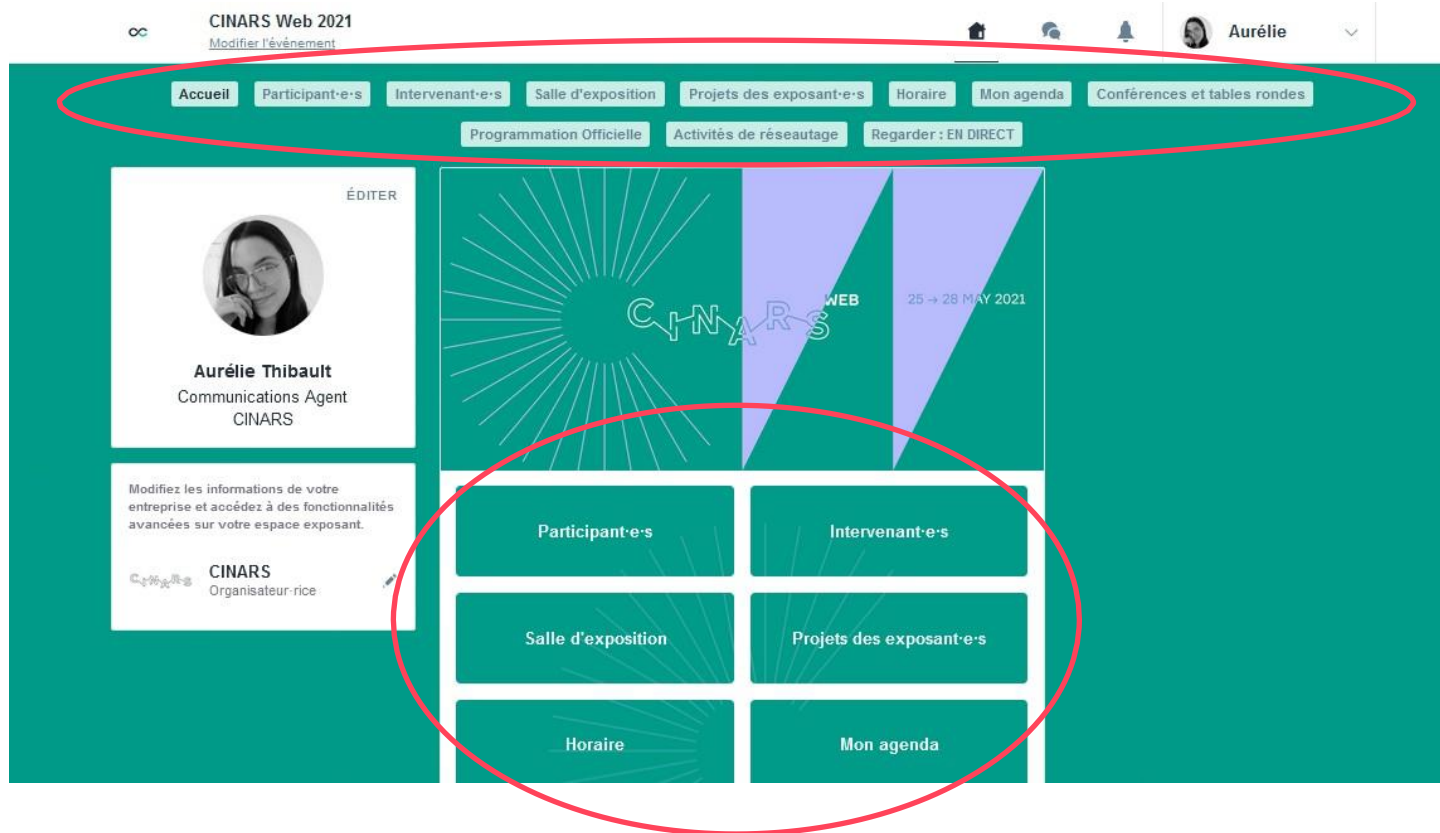 CINARS Web 2021
Modifier l'événement
Aurélie
Accueil
Participant·e·s
Intervenant·e·s
Salle d'exposition
Projets des exposant·e·s
Horaire
Mon agenda
Conférences et tables rondes
Programmation Officielle
Activités de réseautage
Regarder : EN DIRECT
ÉDITER
Aurélie Thibault
Communications Agent
CINARS
Modifiez les informations de votre
entreprise et accédez à des fonctionnalités
avancées sur votre espace exposant.
CINARS
CINARS
Organisateur·rice
CINARS
WEB
25 → 28 MAY 2021
Participant·e·s
Intervenant·e·s
Salle d'exposition
Projets des exposant·e·s
Horaire
Mon agenda